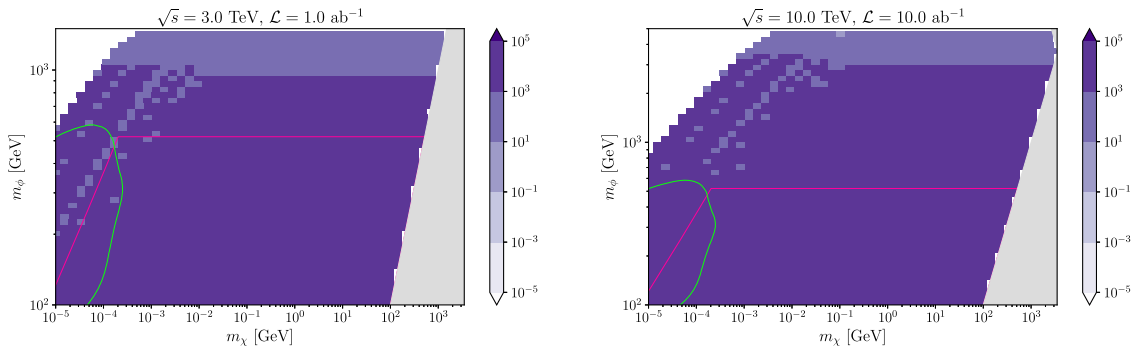 √s = 3.0 TeV, 𝓛 = 1.0 ab⁻¹
m_ϕ [GeV]
10³
10²
10⁻⁵ 10⁻⁴ 10⁻³ 10⁻² 10⁻¹ 10⁰ 10¹ 10² 10³
m_χ [GeV]
10⁵
10³
10¹
10⁻¹
10⁻³
10⁻⁵
√s = 10.0 TeV, 𝓛 = 10.0 ab⁻¹
m_ϕ [GeV]
10³
10²
10⁻⁵ 10⁻⁴ 10⁻³ 10⁻² 10⁻¹ 10⁰ 10¹ 10² 10³
m_χ [GeV]
10⁵
10³
10¹
10⁻¹
10⁻³
10⁻⁵